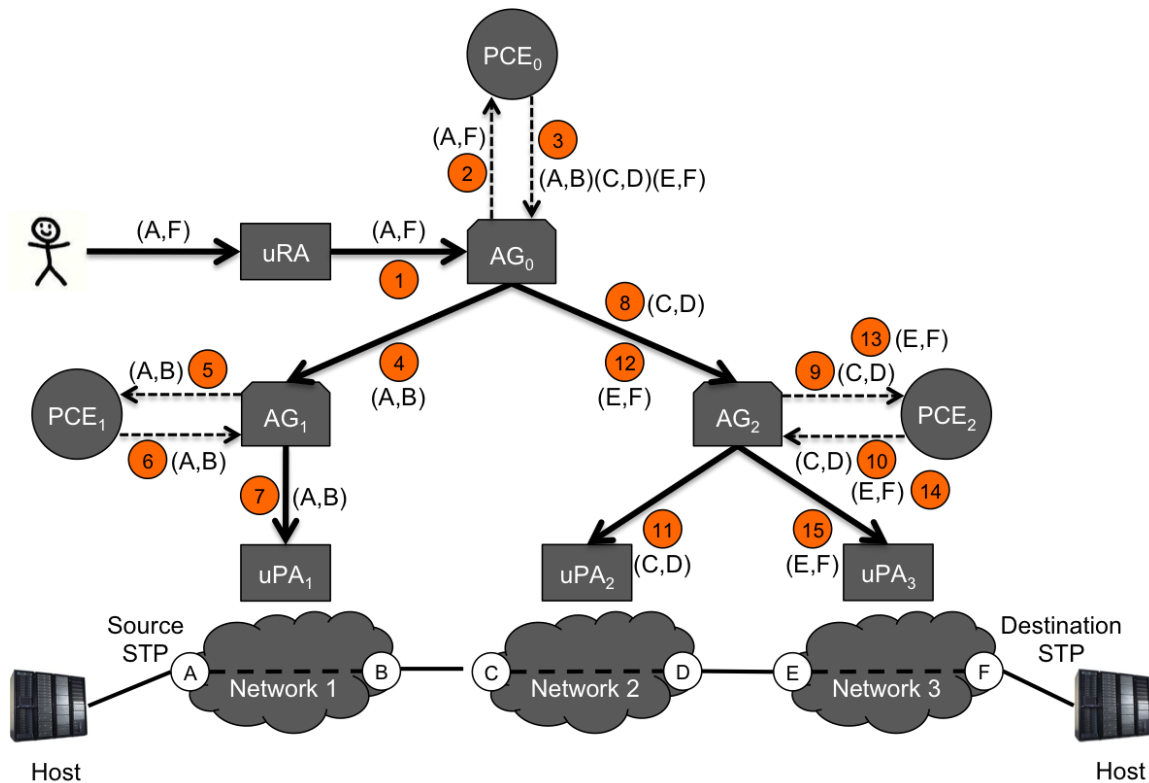 PCE0
(A,F)
3
2
(A,B)(C,D)(E,F)
(A,F)
uRA
(A,F)
AG0
1
8 (C,D)
13 (E,F)
(A,B) 5
4
12
9 (C,D)
PCE1
AG1
(A,B)
(E,F)
AG2
PCE2
6 (A,B)
(C,D) 10
(E,F) 14
7 (A,B)
11
15
(C,D)
(E,F)
uPA1
uPA2
uPA3
Source
STP
Destination
STP
A
B
C
D
E
F
Network 1
Network 2
Network 3
Host
Host